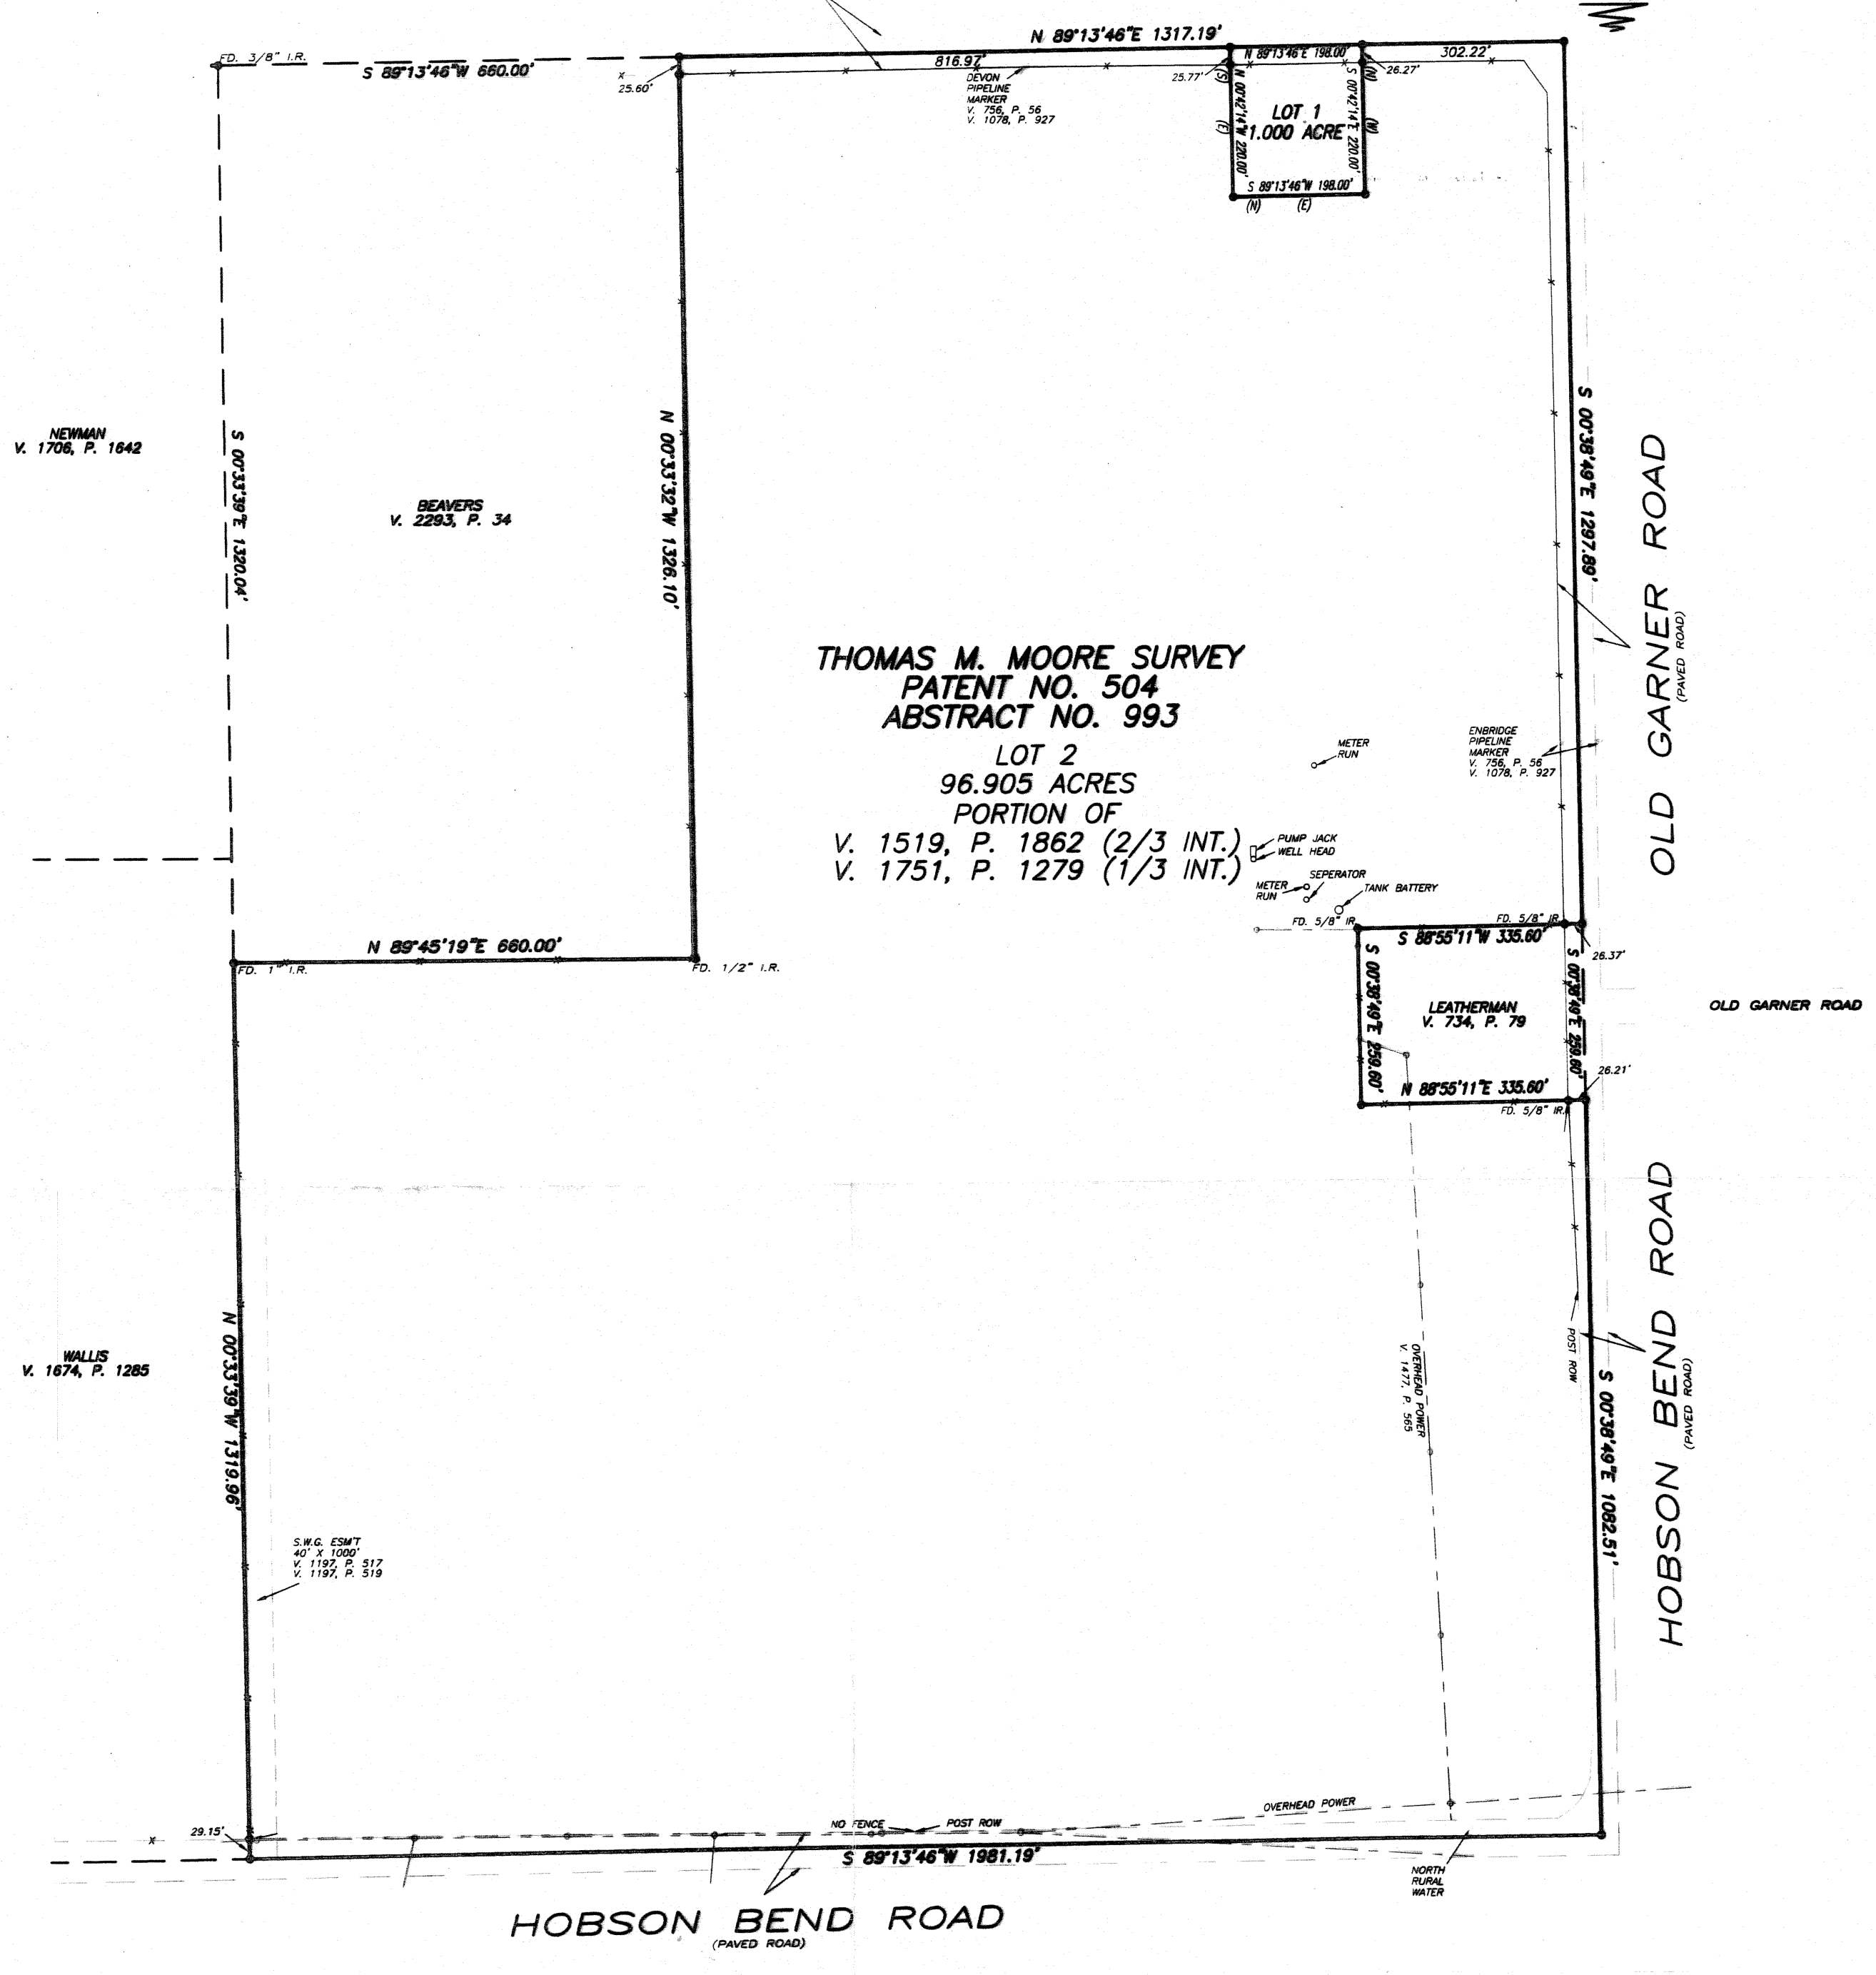 N 89°13'46"E 1317.19'
FD. 3/8" I.R.
S 89°13'46"W 660.00'
25.60'
816.97'
DEVON
PIPELINE
MARKER
V. 756, P. 56
V. 1078, P. 927
25.77'
(S)
N 89°13'46"E 198.00'
(N)
26.27'
302.22'
N 00°42'14"W 220.00'
(E)
LOT 1
1.000 ACRE
S 00°42'14"E 220.00'
(W)
S 89°13'46"W 198.00'
(N) (E)
NEWMAN
V. 1706, P. 1642
S 00°33'39"E 1320.04'
BEAVERS
V. 2293, P. 34
N 00°33'32"W 1326.10'
S 00°38'49"E 1297.89'
OLD GARNER ROAD
(PAVED ROAD)
THOMAS M. MOORE SURVEY
PATENT NO. 504
ABSTRACT NO. 993
LOT 2
96.905 ACRES
PORTION OF
V. 1519, P. 1862 (2/3 INT.)
V. 1751, P. 1279 (1/3 INT.)
METER
RUN
ENBRIDGE
PIPELINE
MARKER
V. 756, P. 56
V. 1078, P. 927
PUMP JACK
WELL HEAD
METER
RUN
SEPERATOR
TANK BATTERY
FD. 5/8" IR.
FD. 5/8" IR.
S 88°55'11"W 335.60'
26.37'
N 89°45'19"E 660.00'
FD. 1" I.R.
FD. 1/2" I.R.
S 00°38'49"E 259.60'
LEATHERMAN
V. 734, P. 79
S 00°38'49"E 259.60'
OLD GARNER ROAD
26.21'
N 88°55'11"E 335.60'
FD. 5/8" IR.
HOBSON BEND ROAD
(PAVED ROAD)
POST ROW
S 00°38'49"E 1082.51'
OVERHEAD POWER
V. 1477, P. 565
WALLIS
V. 1674, P. 1285
N 00°33'39"W 1319.96'
S.W.G. ESM'T
40' X 1000'
V. 1197, P. 517
V. 1197, P. 519
29.15'
NO FENCE
POST ROW
OVERHEAD POWER
S 89°13'46"W 1981.19'
NORTH
RURAL
WATER
HOBSON BEND ROAD
(PAVED ROAD)